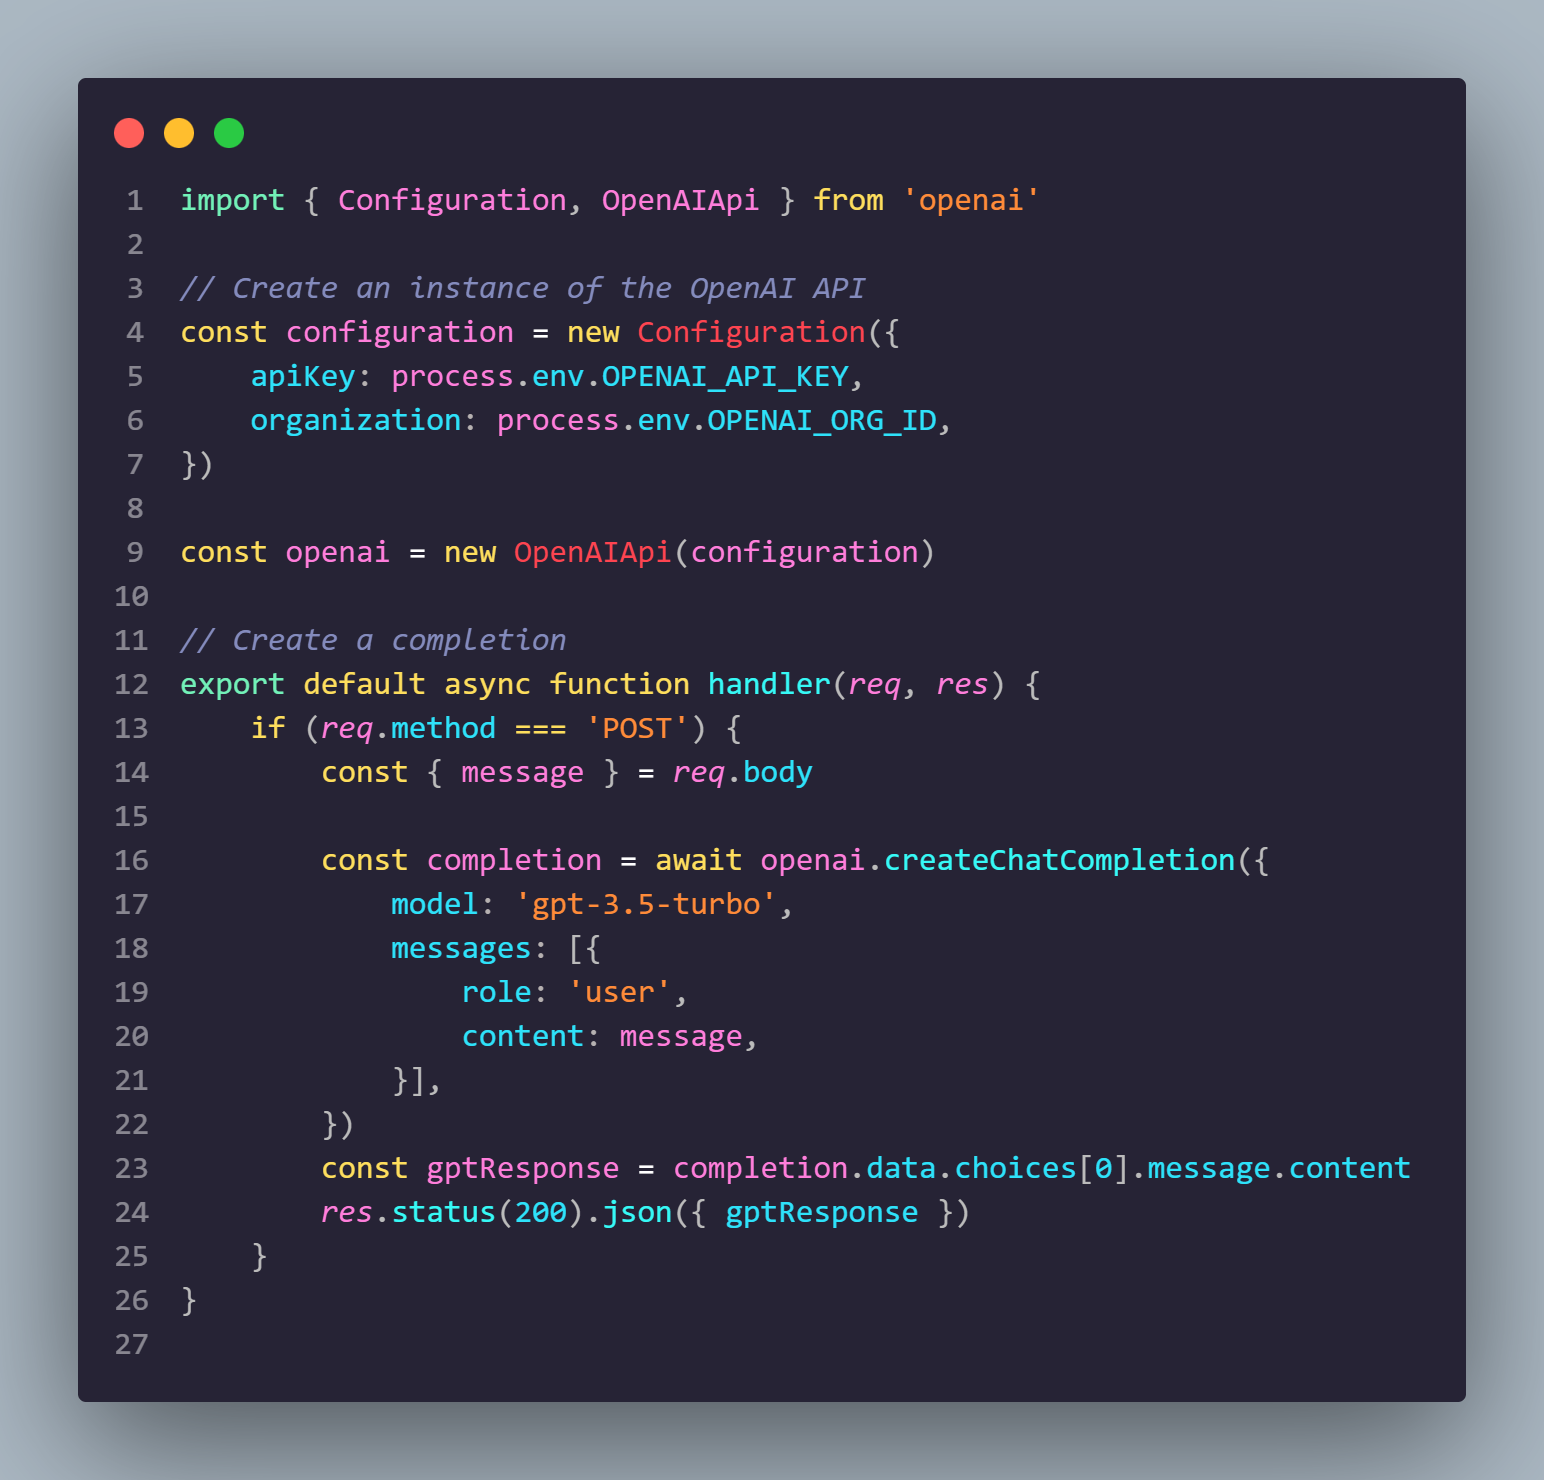 1 import { Configuration, OpenAIApi } from 'openai'
2
3 // Create an instance of the OpenAI API
4 const configuration = new Configuration({
5     apiKey: process.env.OPENAI_API_KEY,
6     organization: process.env.OPENAI_ORG_ID,
7 })
8
9 const openai = new OpenAIApi(configuration)
10
11 // Create a completion
12 export default async function handler(req, res) {
13     if (req.method === 'POST') {
14         const { message } = req.body
15
16         const completion = await openai.createChatCompletion({
17             model: 'gpt-3.5-turbo',
18             messages: [{
19                 role: 'user',
20                 content: message,
21             }],
22         })
23         const gptResponse = completion.data.choices[0].message.content
24         res.status(200).json({ gptResponse })
25     }
26 }
27